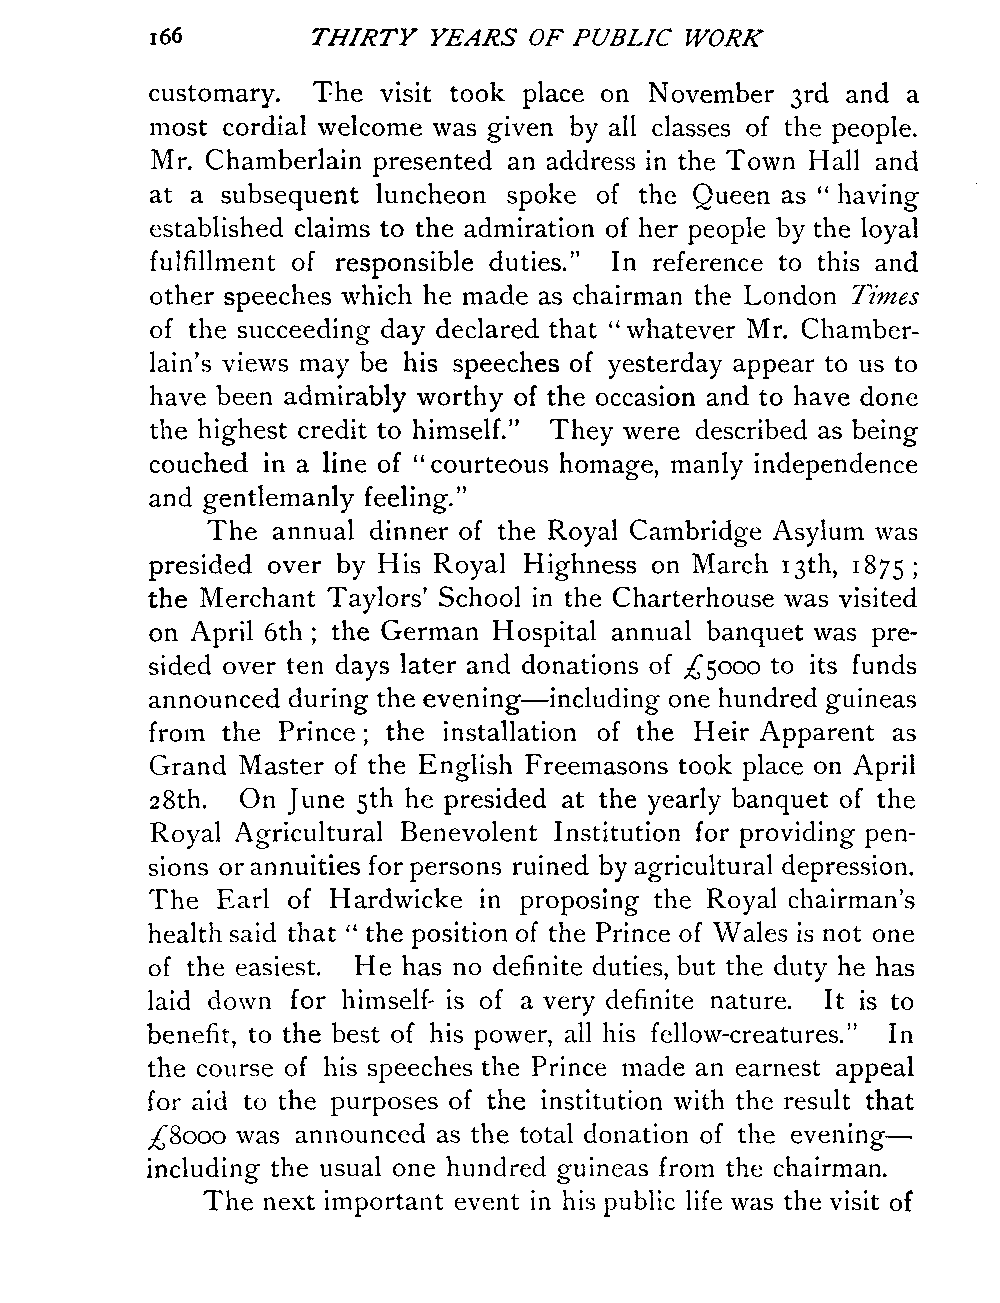 166 THIRTY YEARS OF PUBLIC WORK
customary. The visit took place on November 3rd and a
most cordial welcome was given by all classes of the people.
Mr. Chamberlain presented an address in the Town Hall and
at a subsequent luncheon spoke of the Queen as “ having
established claims to the admiration of her people by the loyal
fulfillment of responsible duties.” In reference to this and
other speeches which he made as chairman the London Times
of the succeeding day declared that “ whatever Mr. Chamber-
lain's views may be his speeches of yesterday appear to us to
have been admirably worthy of the occasion and to have done
the highest credit to himself.” They were described as being
couched in a line of “ courteous homage, manly independence
and gentlemanly feeling.”
The annual dinner of the Royal Cambridge Asylum was
presided over by His Royal Highness on March 13th, 1875 ;
the Merchant Taylors' School in the Charterhouse was visited
on April 6th ; the German Hospital annual banquet was pre-
sided over ten days later and donations of £5000 to its funds
announced during the evening—including one hundred guineas
from the Prince ; the installation of the Heir Apparent as
Grand Master of the English Freemasons took place on April
28th. On June 5th he presided at the yearly banquet of the
Royal Agricultural Benevolent Institution for providing pen-
sions or annuities for persons ruined by agricultural depression.
The Earl of Hardwicke in proposing the Royal chairman's
health said that “ the position of the Prince of Wales is not one
of the easiest. He has no definite duties, but the duty he has
laid down for himself is of a very definite nature. It is to
benefit, to the best of his power, all his fellow-creatures.” In
the course of his speeches the Prince made an earnest appeal
for aid to the purposes of the institution with the result that
£8000 was announced as the total donation of the evening—
including the usual one hundred guineas from the chairman.
The next important event in his public life was the visit of